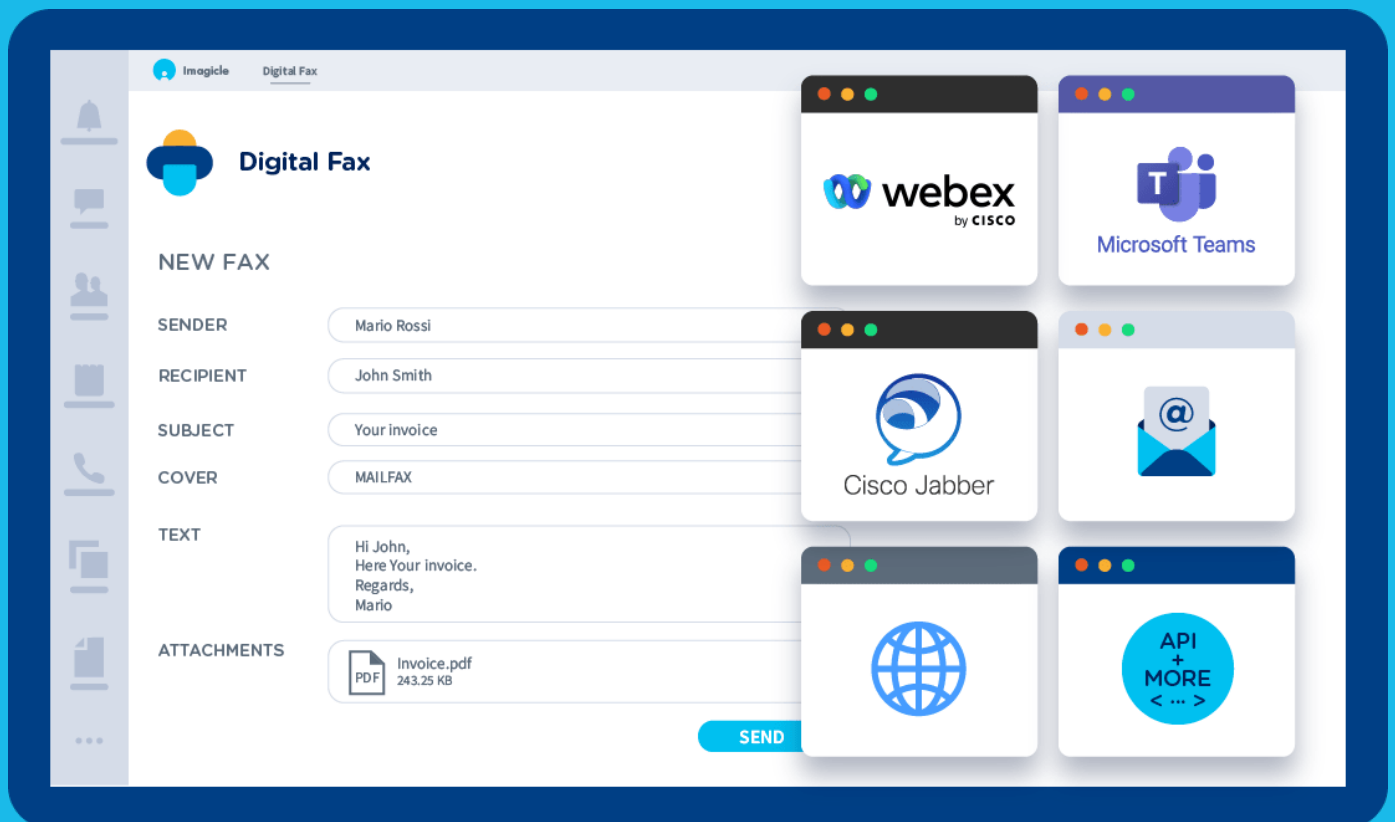 Imagicle
Digital Fax
Digital Fax
NEW FAX
SENDER
Mario Rossi
RECIPIENT
John Smith
SUBJECT
Your invoice
COVER
MAILFAX
TEXT
Hi John,
Here Your invoice.
Regards,
Mario
ATTACHMENTS
PDF
Invoice.pdf
243.25 KB
SEND
webex
by CISCO
T
Microsoft Teams
Cisco Jabber
@
API
+
MORE
< ... >